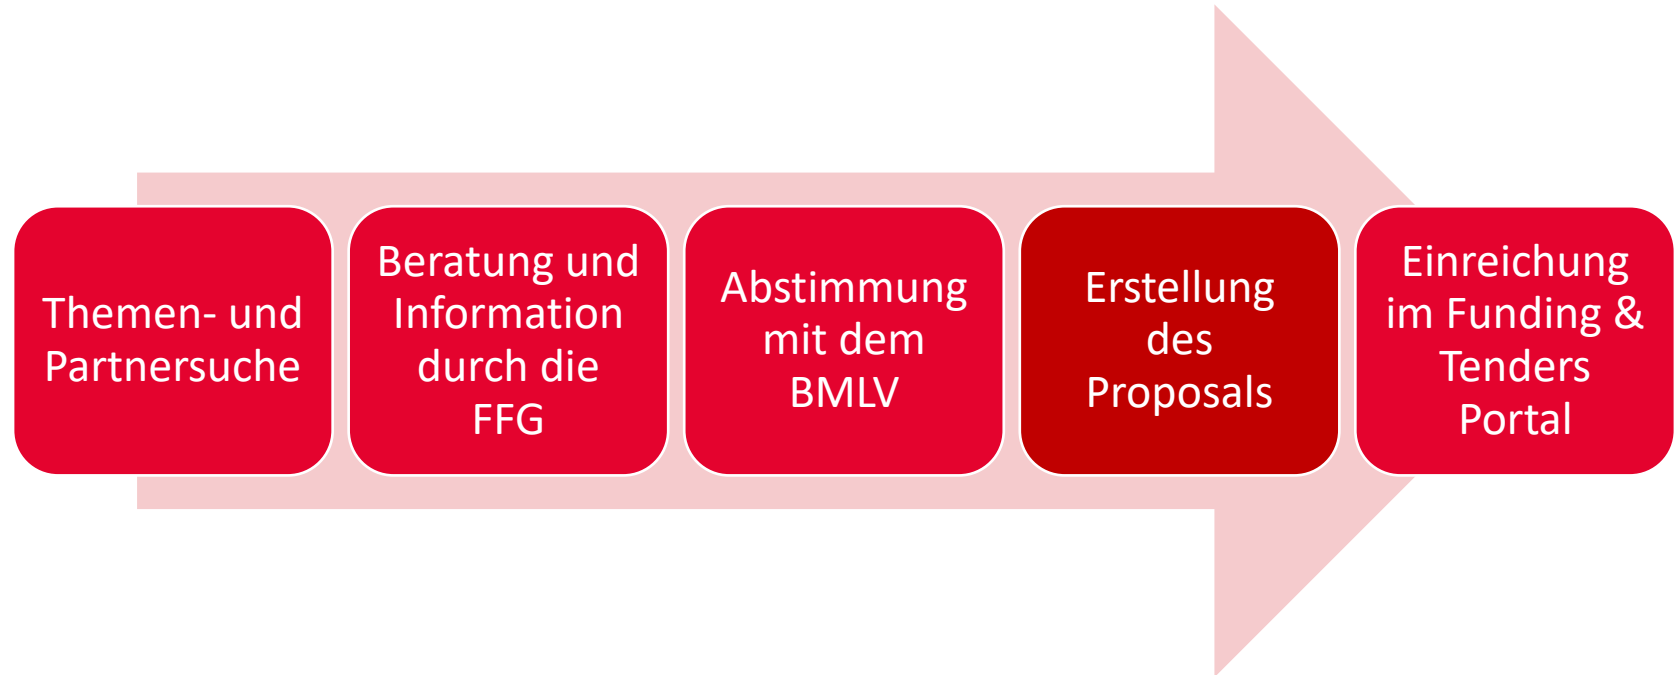 Themen- und
Partnersuche
Beratung und
Information
durch die
FFG
Abstimmung
mit dem
BMLV
Erstellung
des
Proposals
Einreichung
im Funding &
Tenders
Portal